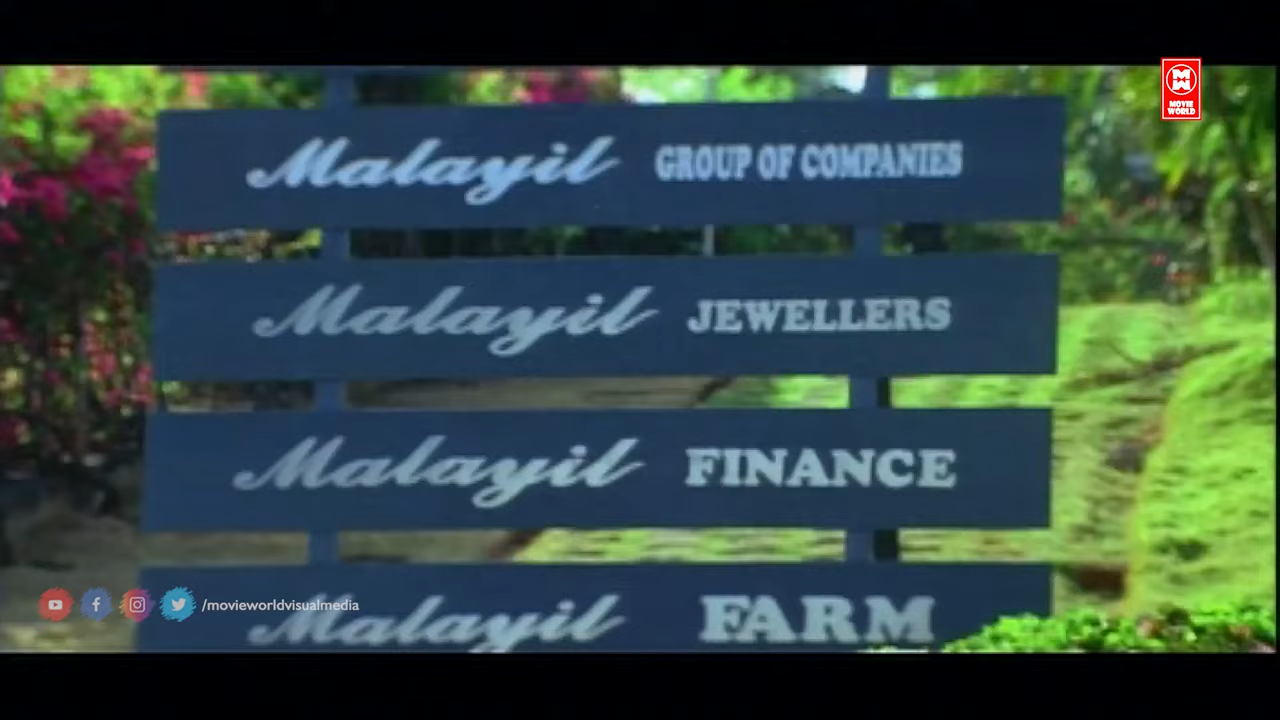 MOVIE
WORLD
Malayil GROUP OF COMPANIES
Malayil JEWELLERS
Malayil FINANCE
Malayil FARM
/movieworldvisualmedia